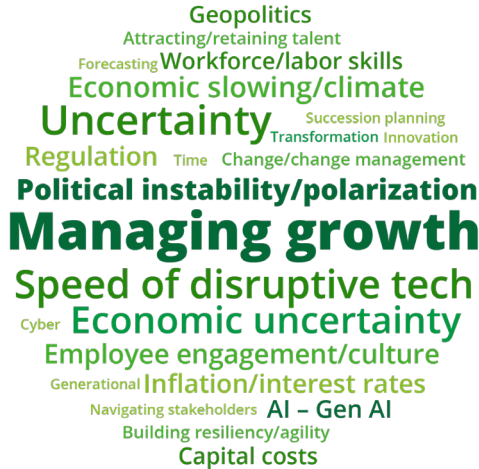 Geopolitics
Attracting/retaining talent
Forecasting Workforce/labor skills
Economic slowing/climate
Uncertainty Succession planning
Transformation Innovation
Regulation Time Change/change management
Political instability/polarization
Managing growth
Speed of disruptive tech
Cyber Economic uncertainty
Employee engagement/culture
Generational Inflation/interest rates
Navigating stakeholders AI – Gen AI
Building resiliency/agility
Capital costs